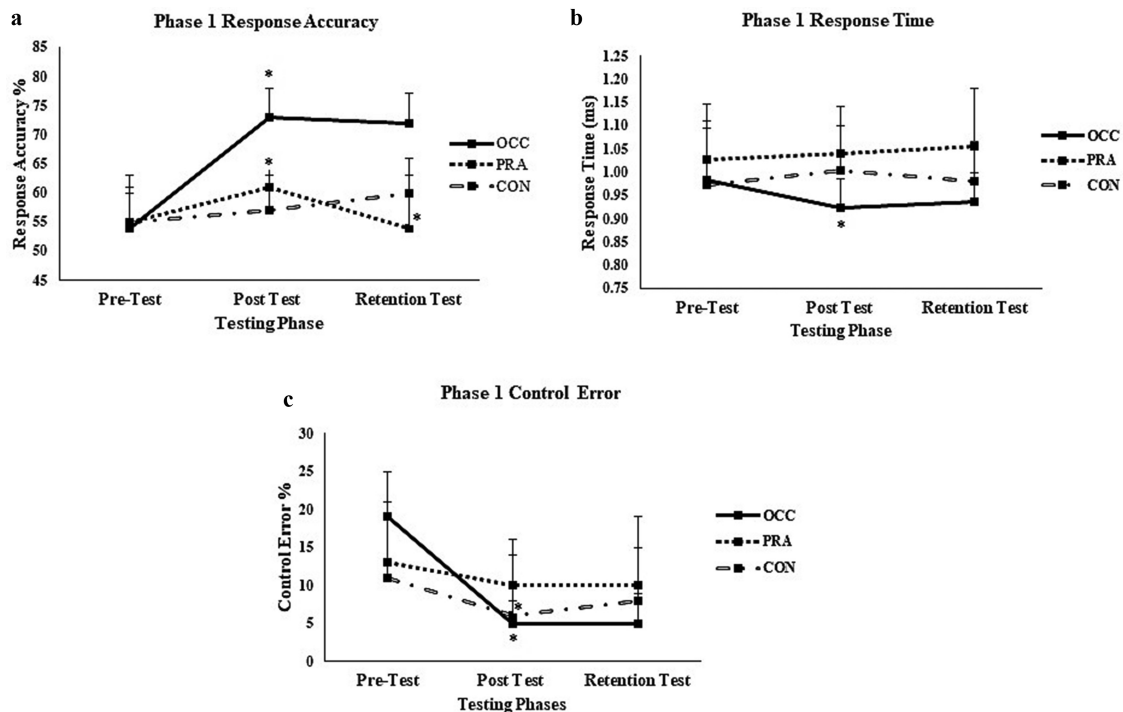 a
Phase 1 Response Accuracy
Response Accuracy %
85
80
75
70
65
60
55
50
45
*
*
*
OCC
PRA
CON
Pre-Test Post Test Retention Test
Testing Phase
b
Phase 1 Response Time
Response Time (ms)
1.25
1.20
1.15
1.10
1.05
1.00
0.95
0.90
0.85
0.80
0.75
*
OCC
PRA
CON
Pre-Test Post Test Retention Test
Testing Phase
c
Phase 1 Control Error
Control Error %
30
25
20
15
10
5
0
*
*
OCC
PRA
CON
Pre-Test Post Test Retention Test
Testing Phases